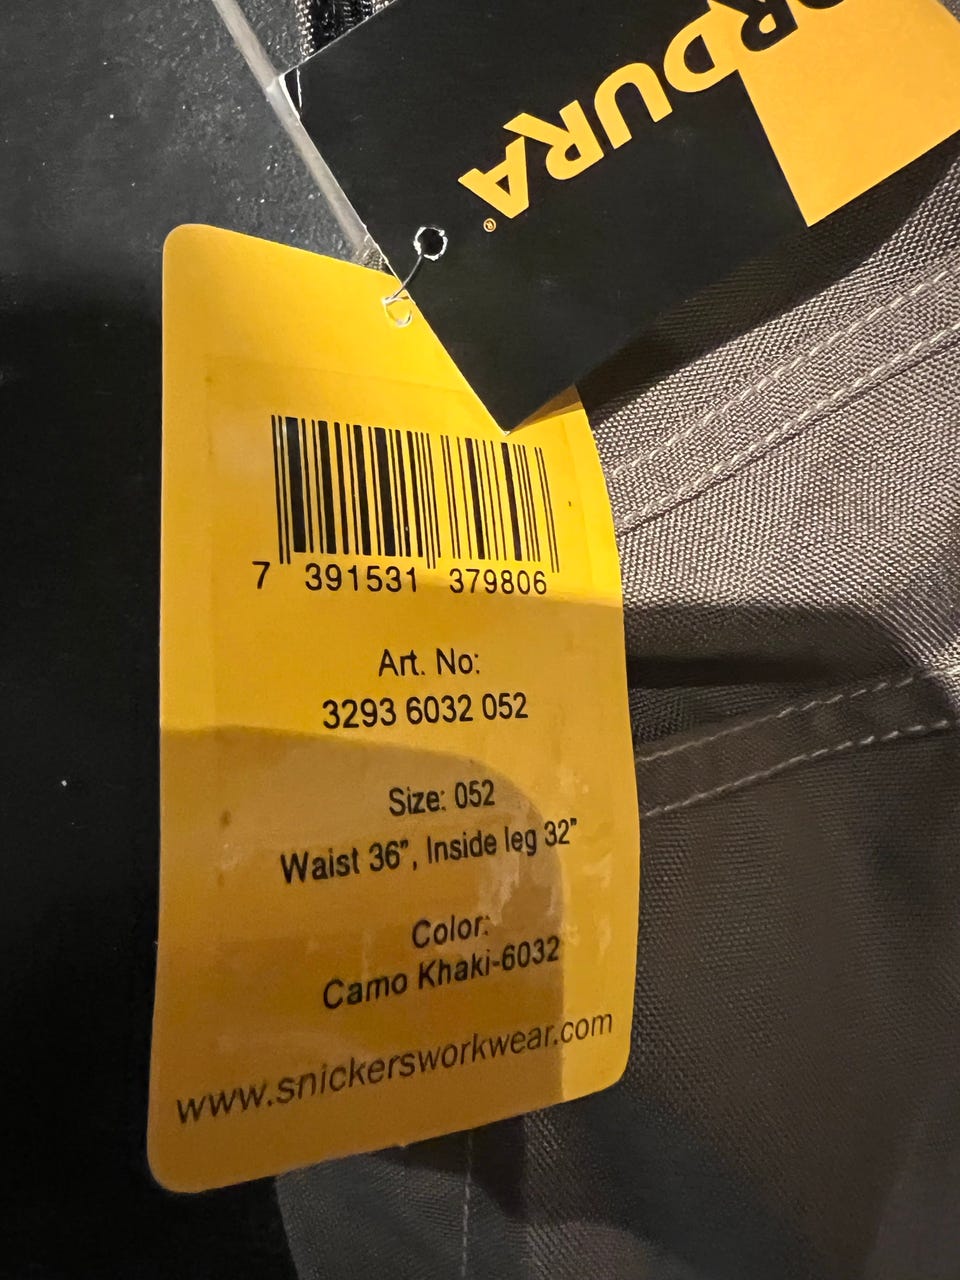 RDURA®
7 391531 379806
Art. No:
3293 6032 052
Size: 052
Waist 36", Inside leg 32"
Color:
Camo Khaki-6032
www.snickersworkwear.com